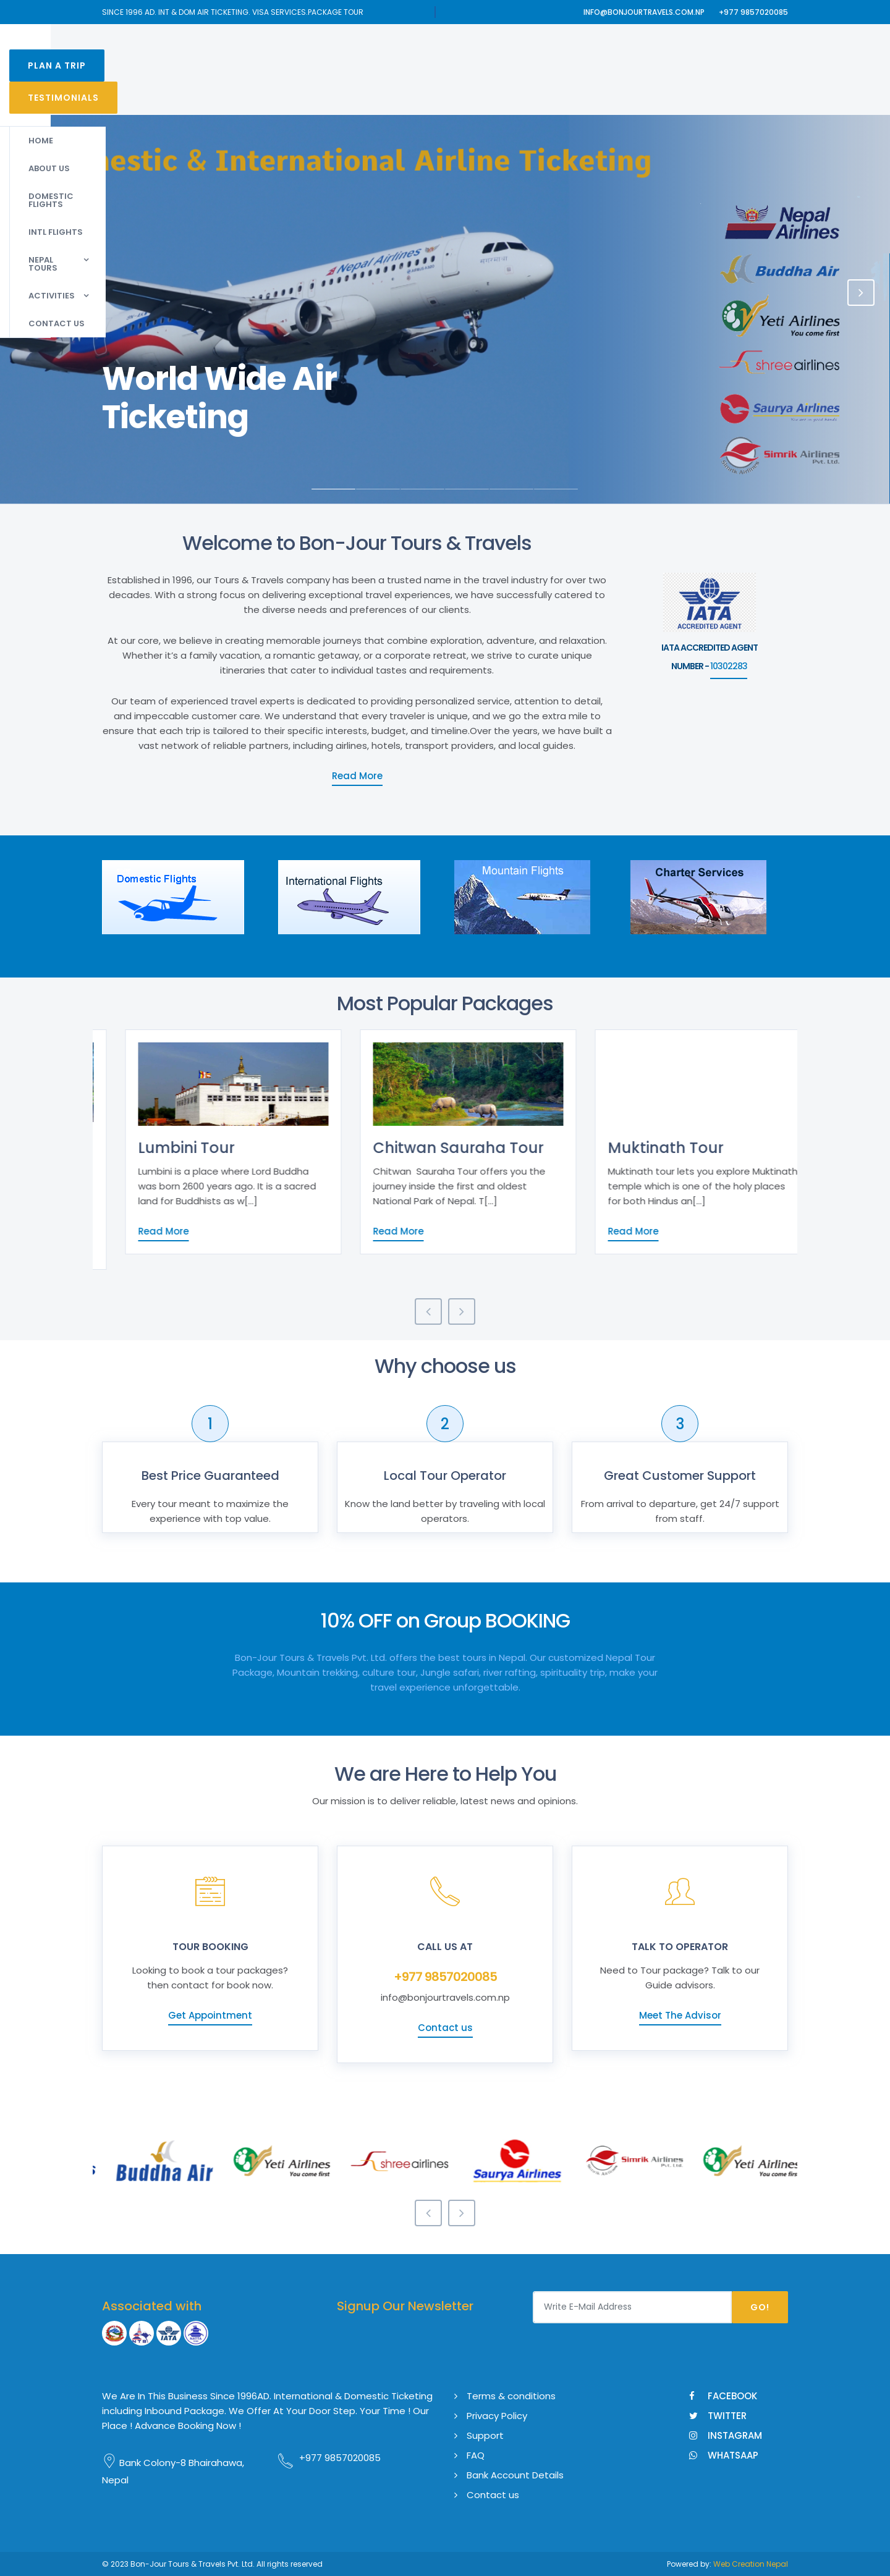 SINCE 1996 AD. INT & DOM AIR TICKETING. VISA SERVICES.PACKAGE TOUR
INFO@BONJOURTRAVELS.COM.NP
+977 9857020085
PLAN A TRIP
TESTIMONIALS
HOME
ABOUT US
DOMESTIC
FLIGHTS
INTL FLIGHTS
NEPAL
TOURS
ACTIVITIES
CONTACT US
nestic & International Airline Ticketing
Nepal Airlines
Nepal
Airlines
Buddha Air
Yeti Airlines
You come first
shreeairlines
Saurya Airlines
Simrik Airlines
Pvt. Ltd.
World Wide Air
Ticketing
Welcome to Bon-Jour Tours & Travels
Established in 1996, our Tours & Travels company has been a trusted name in the travel industry for over two
decades. With a strong focus on delivering exceptional travel experiences, we have successfully catered to
the diverse needs and preferences of our clients.
At our core, we believe in creating memorable journeys that combine exploration, adventure, and relaxation.
Whether it's a family vacation, a romantic getaway, or a corporate retreat, we strive to curate unique
itineraries that cater to individual tastes and requirements.
Our team of experienced travel experts is dedicated to providing personalized service, attention to detail,
and impeccable customer care. We understand that every traveler is unique, and we go the extra mile to
ensure that each trip is tailored to their specific interests, budget, and timeline.Over the years, we have built a
vast network of reliable partners, including airlines, hotels, transport providers, and local guides.
Read More
IATA
ACCREDITED AGENT
IATA ACCREDITED AGENT
NUMBER - 10302283
Domestic Flights
International Flights
Mountain Flights
Charter Services
Most Popular Packages
Lumbini Tour
Lumbini is a place where Lord Buddha
was born 2600 years ago. It is a sacred
land for Buddhists as w[...]
Read More
Chitwan Sauraha Tour
Chitwan Sauraha Tour offers you the
journey inside the first and oldest
National Park of Nepal. T[...]
Read More
Muktinath Tour
Muktinath tour lets you explore Muktinath
temple which is one of the holy places
for both Hindus an[...]
Read More
Why choose us
1
Best Price Guaranteed
Every tour meant to maximize the
experience with top value.
2
Local Tour Operator
Know the land better by traveling with local
operators.
3
Great Customer Support
From arrival to departure, get 24/7 support
from staff.
10% OFF on Group BOOKING
Bon-Jour Tours & Travels Pvt. Ltd. offers the best tours in Nepal. Our customized Nepal Tour
Package, Mountain trekking, culture tour, Jungle safari, river rafting, spirituality trip, make your
travel experience unforgettable.
We are Here to Help You
Our mission is to deliver reliable, latest news and opinions.
TOUR BOOKING
Looking to book a tour packages?
then contact for book now.
Get Appointment
CALL US AT
+977 9857020085
info@bonjourtravels.com.np
Contact us
TALK TO OPERATOR
Need to Tour package? Talk to our
Guide advisors.
Meet The Advisor
s
Buddha Air
Yeti Airlines
You come first
shreeairlines
Saurya Airlines
Simrik Airlines
Pvt. Ltd.
Yeti Airlines
You come first
Associated with
Signup Our Newsletter
Write E-Mail Address
GO!
IATA
We Are In This Business Since 1996AD. International & Domestic Ticketing
including Inbound Package. We Offer At Your Door Step. Your Time ! Our
Place ! Advance Booking Now !
Bank Colony-8 Bhairahawa,
Nepal
+977 9857020085
Terms & conditions
Privacy Policy
Support
FAQ
Bank Account Details
Contact us
FACEBOOK
TWITTER
INSTAGRAM
WHATSAAP
© 2023 Bon-Jour Tours & Travels Pvt. Ltd. All rights reserved
Powered by: Web Creation Nepal